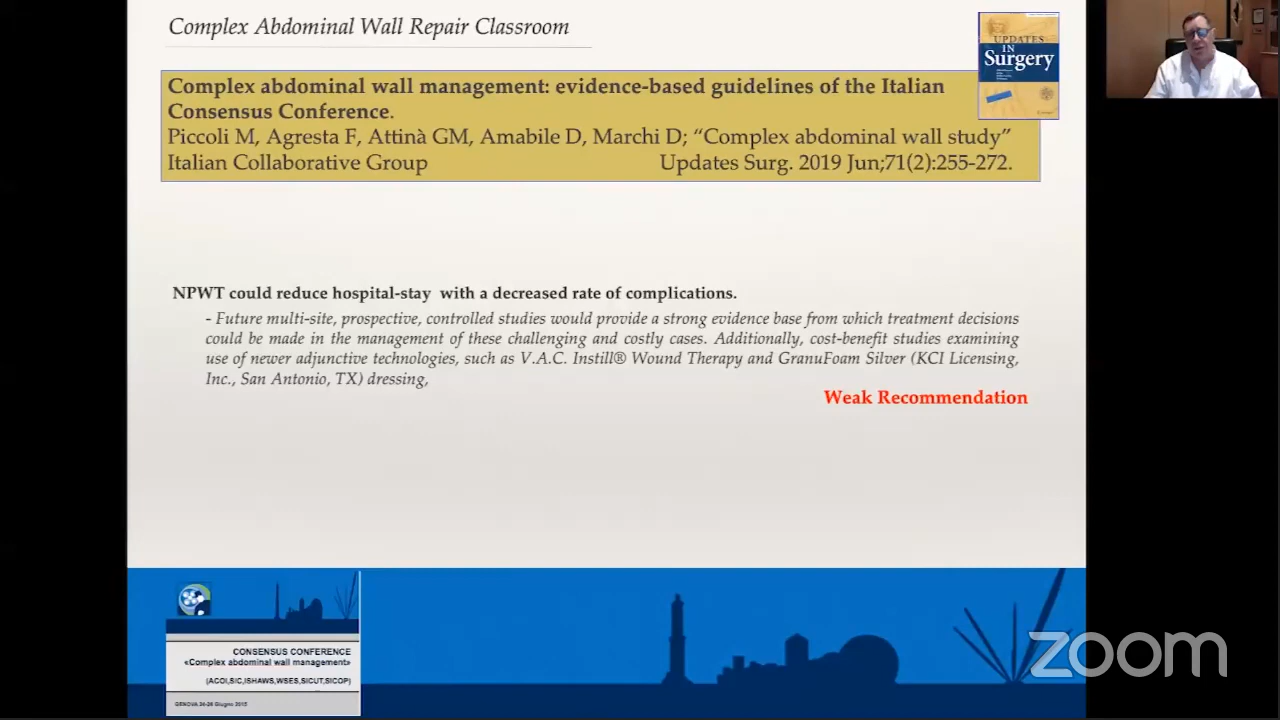 Complex Abdominal Wall Repair Classroom
UPDATES
IN
Surgery
Complex abdominal wall management: evidence-based guidelines of the Italian
Consensus Conference.
Piccoli M, Agresta F, Attinà GM, Amabile D, Marchi D; “Complex abdominal wall study”
Italian Collaborative Group Updates Surg. 2019 Jun;71(2):255-272.
NPWT could reduce hospital-stay with a decreased rate of complications.
- Future multi-site, prospective, controlled studies would provide a strong evidence base from which treatment decisions
could be made in the management of these challenging and costly cases. Additionally, cost-benefit studies examining
use of newer adjunctive technologies, such as V.A.C. Instill® Wound Therapy and GranuFoam Silver (KCI Licensing,
Inc., San Antonio, TX) dressing,
Weak Recommendation
CONSENSUS CONFERENCE
«Complex abdominal wall management»
(ACOI,SIC,ISHAWS,WSES,SICUT,SICOP)
GENOVA 24-26 Giugno 2015
zoom